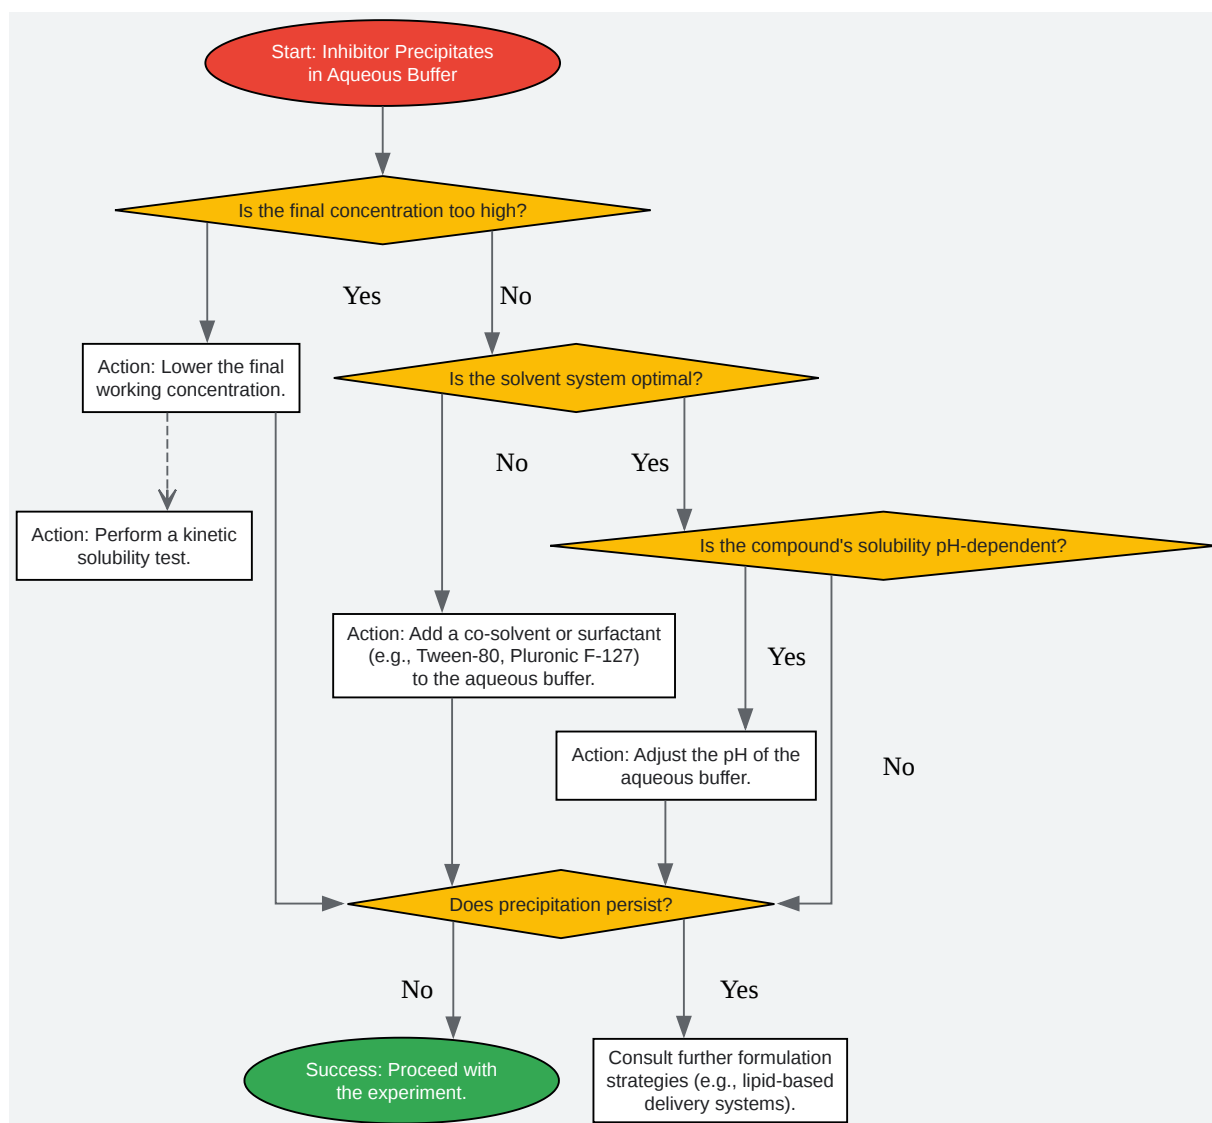 Start: Inhibitor Precipitates
in Aqueous Buffer
Is the final concentration too high?
Yes
No
Action: Lower the final
working concentration.
Is the solvent system optimal?
No
Yes
Action: Perform a kinetic
solubility test.
Is the compound's solubility pH-dependent?
Action: Add a co-solvent or surfactant
(e.g., Tween-80, Pluronic F-127)
to the aqueous buffer.
Yes
Action: Adjust the pH of the
aqueous buffer.
No
Does precipitation persist?
No
Yes
Success: Proceed with
the experiment.
Consult further formulation
strategies (e.g., lipid-based
delivery systems).